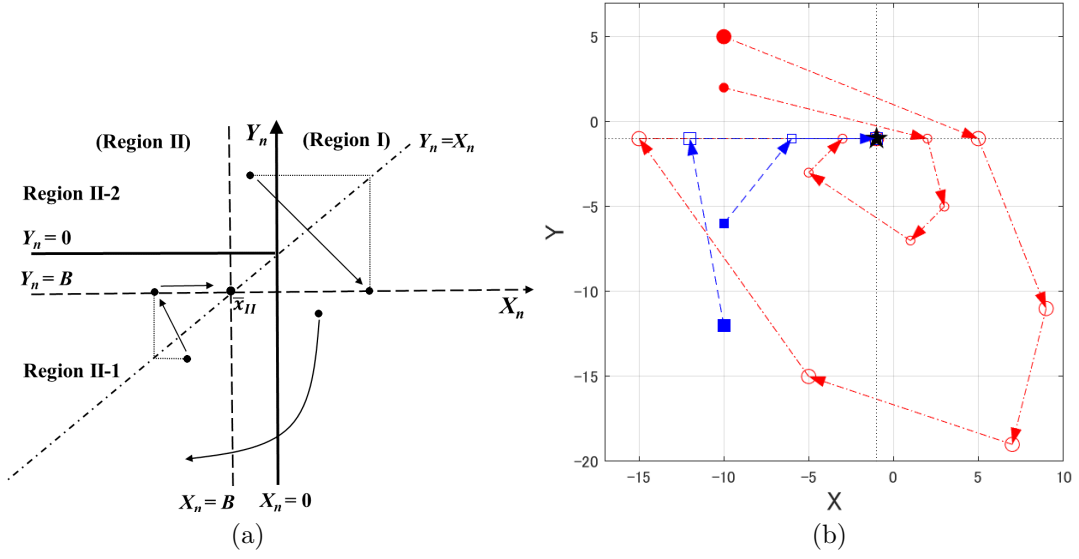 (Region II)
Yn
(Region I)
Yn = Xn
Region II-2
Yn = 0
Yn = B
x̄II
Xn
Region II-1
Xn = B
Xn = 0
(a)
5
0
-5
-10
-15
-20
Y
-15
-10
-5
0
5
10
X
(b)